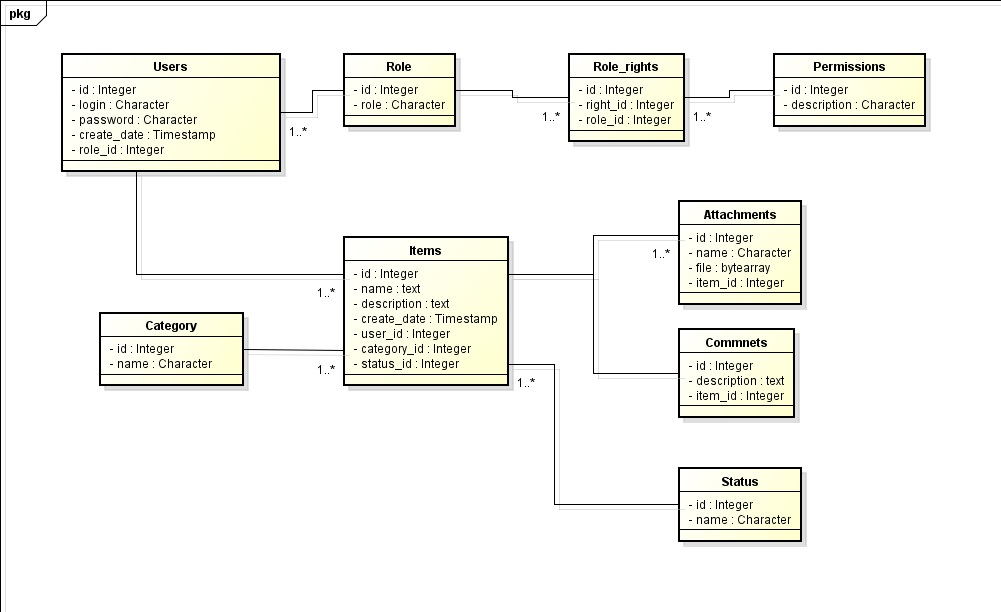 pkg
Users
- id : Integer
- login : Character
- password : Character
- create_date : Timestamp
- role_id : Integer
1..*
Role
- id : Integer
- role : Character
Role_rights
- id : Integer
- right_id : Integer
- role_id : Integer
1..*
1..*
Permissions
- id : Integer
- description : Character
Attachments
- id : Integer
- name : Character
- file : bytearray
- item_id : Integer
1..*
Items
- id : Integer
- name : text
- description : text
- create_date : Timestamp
- user_id : Integer
- category_id : Integer
- status_id : Integer
1..*
1..*
1..*
Category
- id : Integer
- name : Character
Commnets
- id : Integer
- description : text
- item_id : Integer
Status
- id : Integer
- name : Character